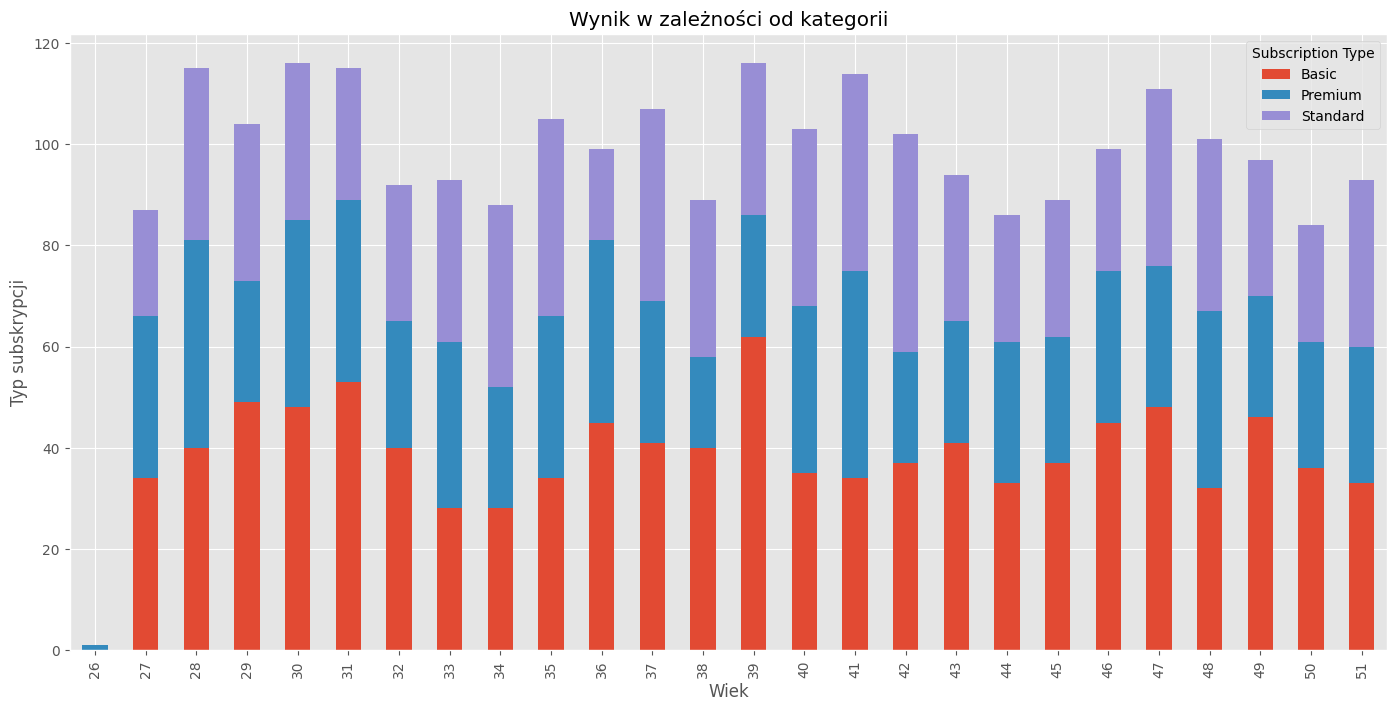 Wynik w zależności od kategorii
Subscription Type
Basic
Premium
Standard
Typ subskrypcji
120
100
80
60
40
20
0
26 27 28 29 30 31 32 33 34 35 36 37 38 39 40 41 42 43 44 45 46 47 48 49 50 51
Wiek